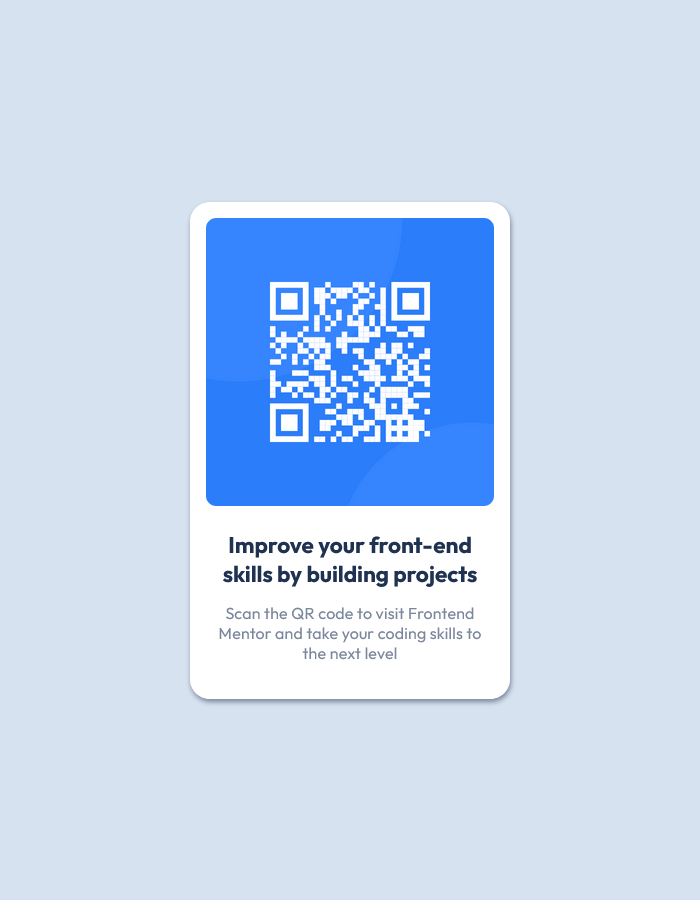 Improve your front-end
skills by building projects
Scan the QR code to visit Frontend
Mentor and take your coding skills to
the next level